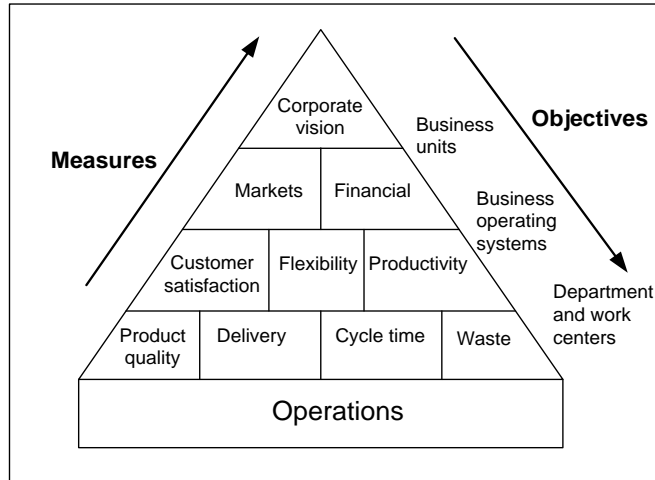 Corporate
vision
Business
units
Objectives
Measures
Markets
Financial
Business
operating
systems
Customer
satisfaction
Flexibility
Productivity
Department
and work
centers
Product
quality
Delivery
Cycle time
Waste
Operations